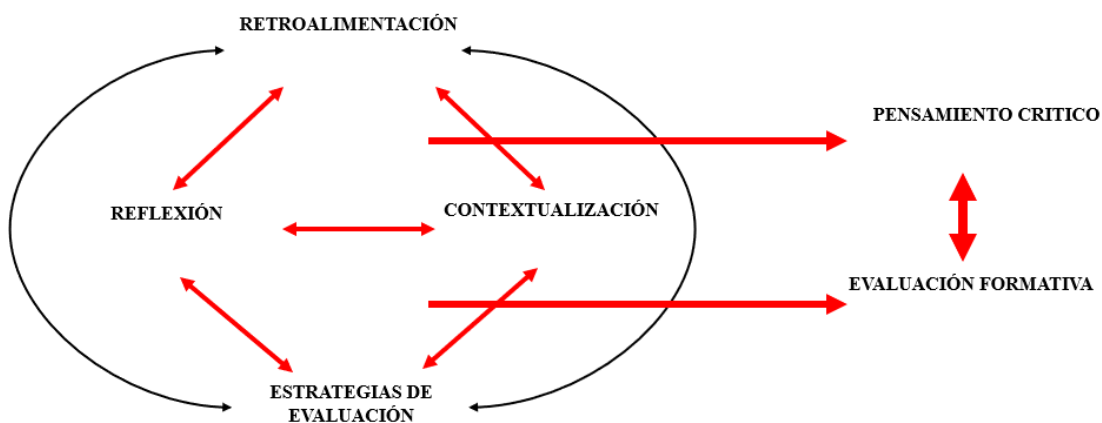 RETROALIMENTACIÓN
PENSAMIENTO CRITICO
REFLEXIÓN
CONTEXTUALIZACIÓN
EVALUACIÓN FORMATIVA
ESTRATEGIAS DE
EVALUACIÓN